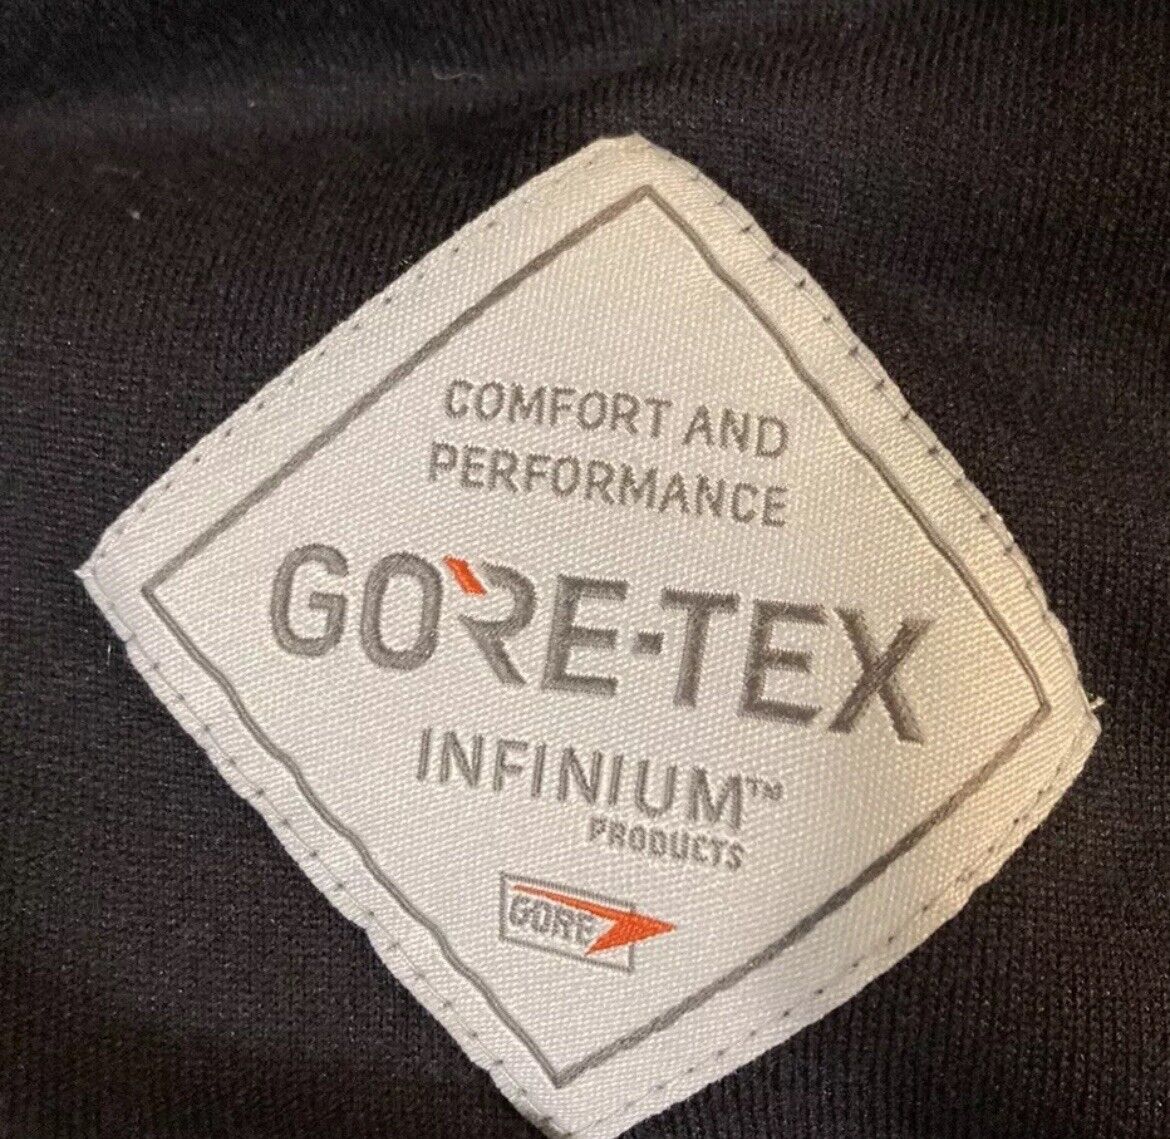 COMFORT AND
PERFORMANCE
GORE-TEX
INFINIUM™
PRODUCTS
GORE